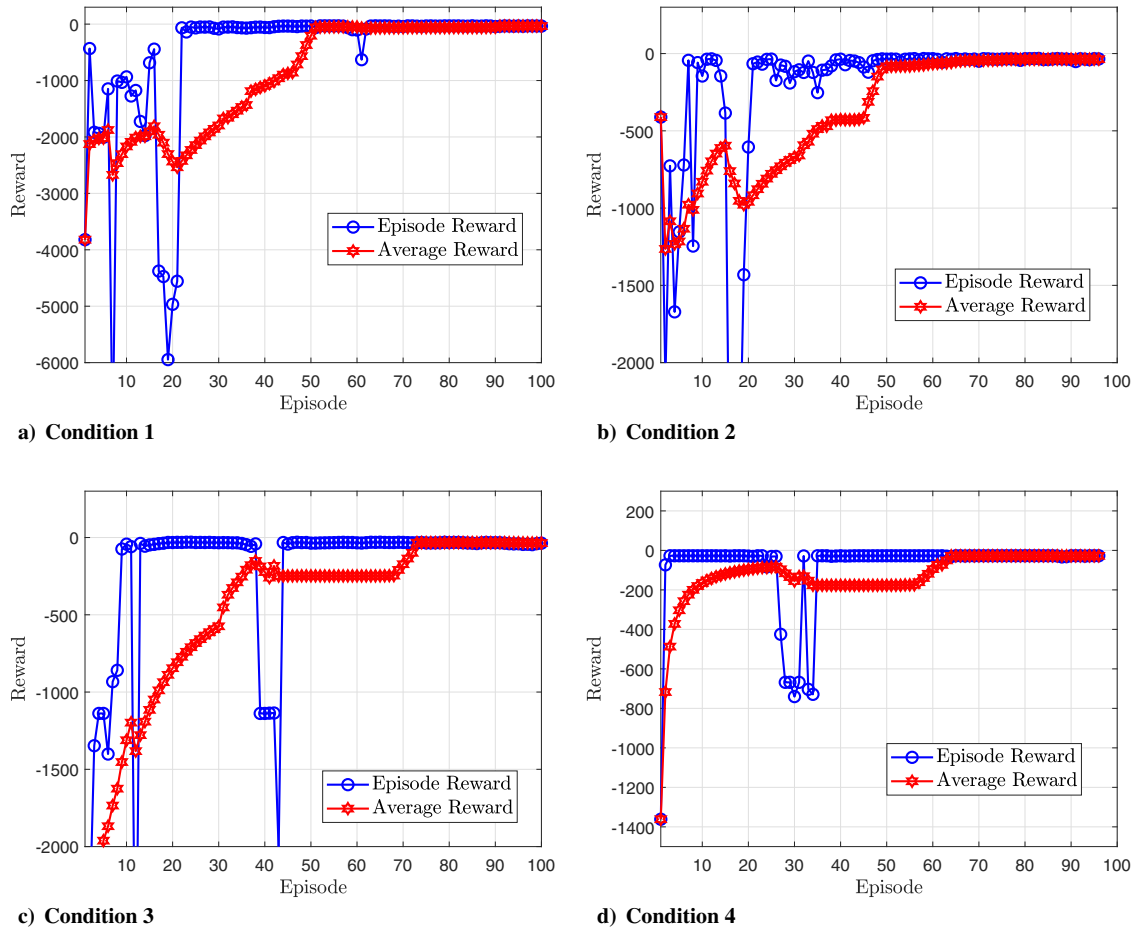 0
-1000
-2000
-3000
-4000
-5000
-6000
Reward
Episode Reward
Average Reward
10 20 30 40 50 60 70 80 90 100
Episode
a) Condition 1
0
-500
-1000
-1500
-2000
Reward
Episode Reward
Average Reward
10 20 30 40 50 60 70 80 90 100
Episode
b) Condition 2
0
-500
-1000
-1500
-2000
Reward
Episode Reward
Average Reward
10 20 30 40 50 60 70 80 90 100
Episode
c) Condition 3
200
0
-200
-400
-600
-800
-1000
-1200
-1400
Reward
Episode Reward
Average Reward
10 20 30 40 50 60 70 80 90 100
Episode
d) Condition 4